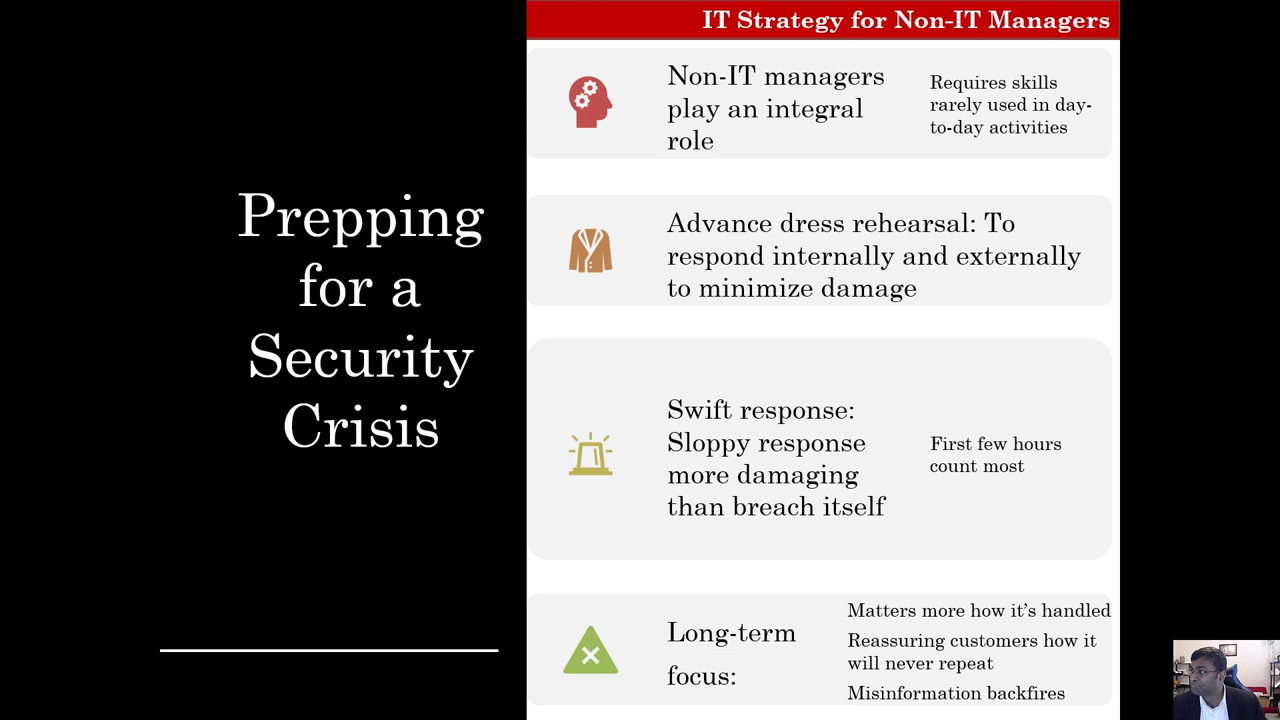 IT Strategy for Non-IT Managers
Prepping
for a
Security
Crisis
Non-IT managers
play an integral
role
Requires skills
rarely used in day-
to-day activities
Advance dress rehearsal: To
respond internally and externally
to minimize damage
Swift response:
Sloppy response
more damaging
than breach itself
First few hours
count most
Long-term
focus:
Matters more how it’s handled
Reassuring customers how it
will never repeat
Misinformation backfires